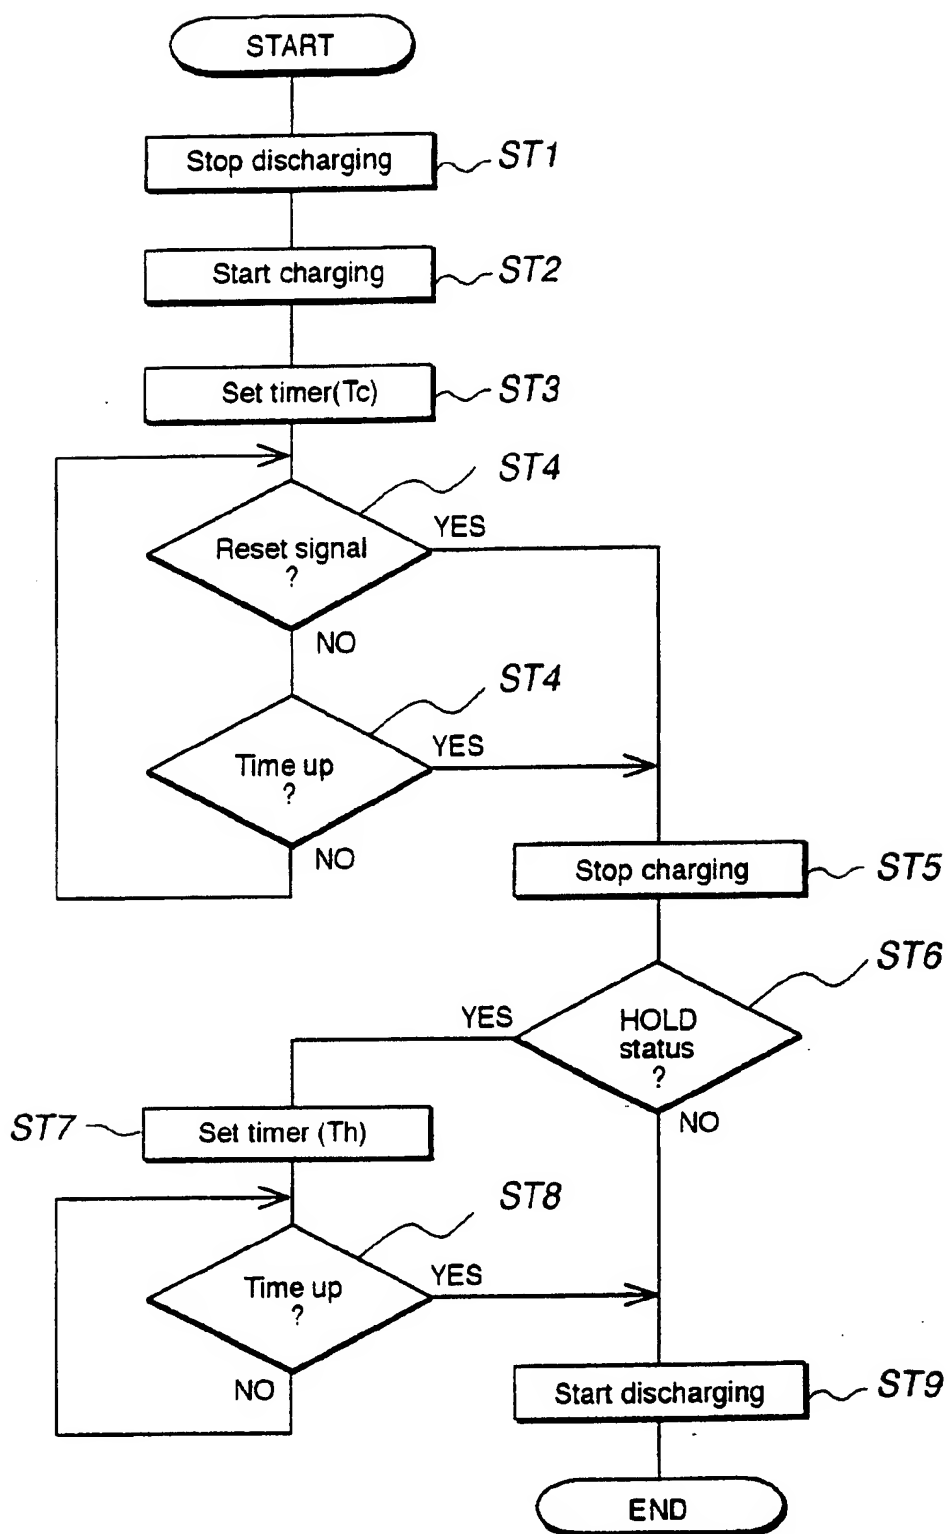 START
Stop discharging
ST1
Start charging
ST2
Set timer(Tc)
ST3
ST4
Reset signal
?
YES
NO
ST4
Time up
?
YES
NO
Stop charging
ST5
ST6
HOLD
status
?
YES
NO
ST7
Set timer (Th)
ST8
Time up
?
YES
NO
Start discharging
ST9
END